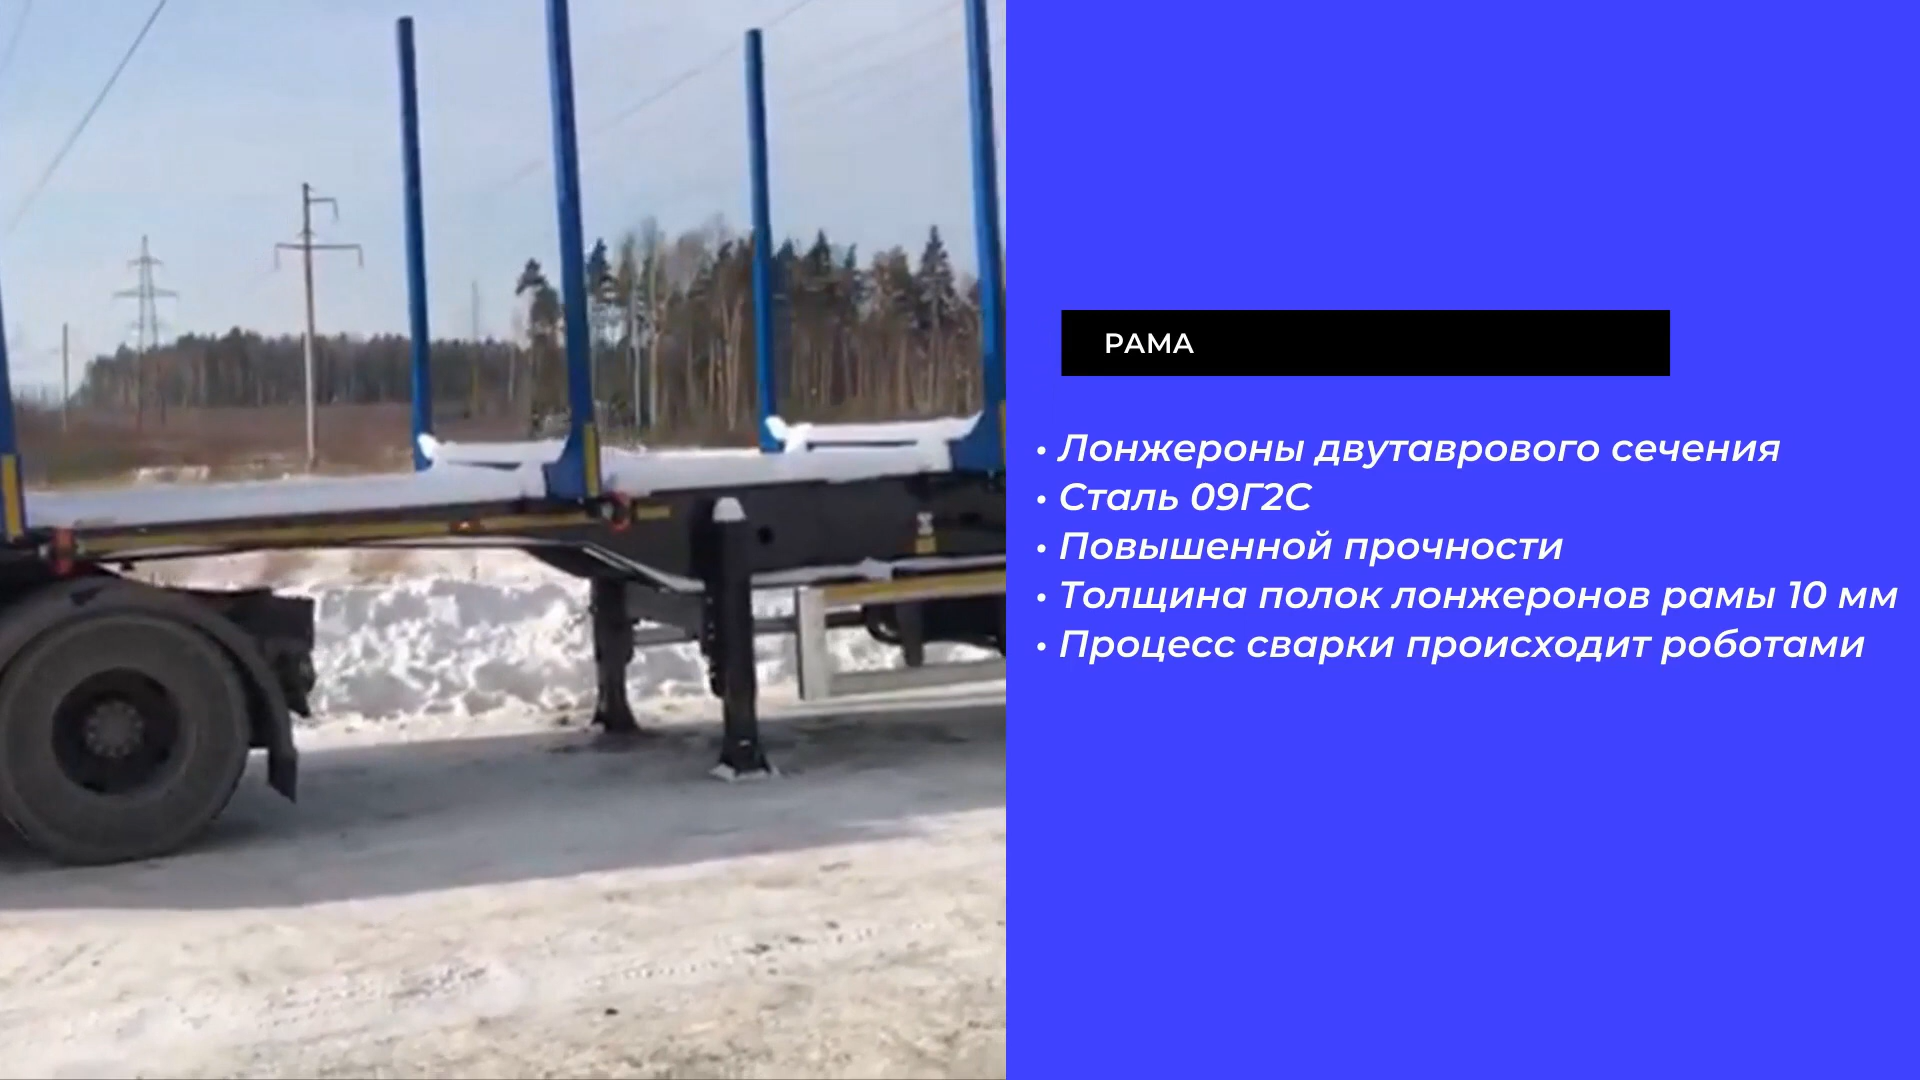 РАМА
• Лонжероны двутаврового сечения
• Сталь 09Г2С
• Повышенной прочности
• Толщина полок лонжеронов рамы 10 мм
• Процесс сварки происходит роботами